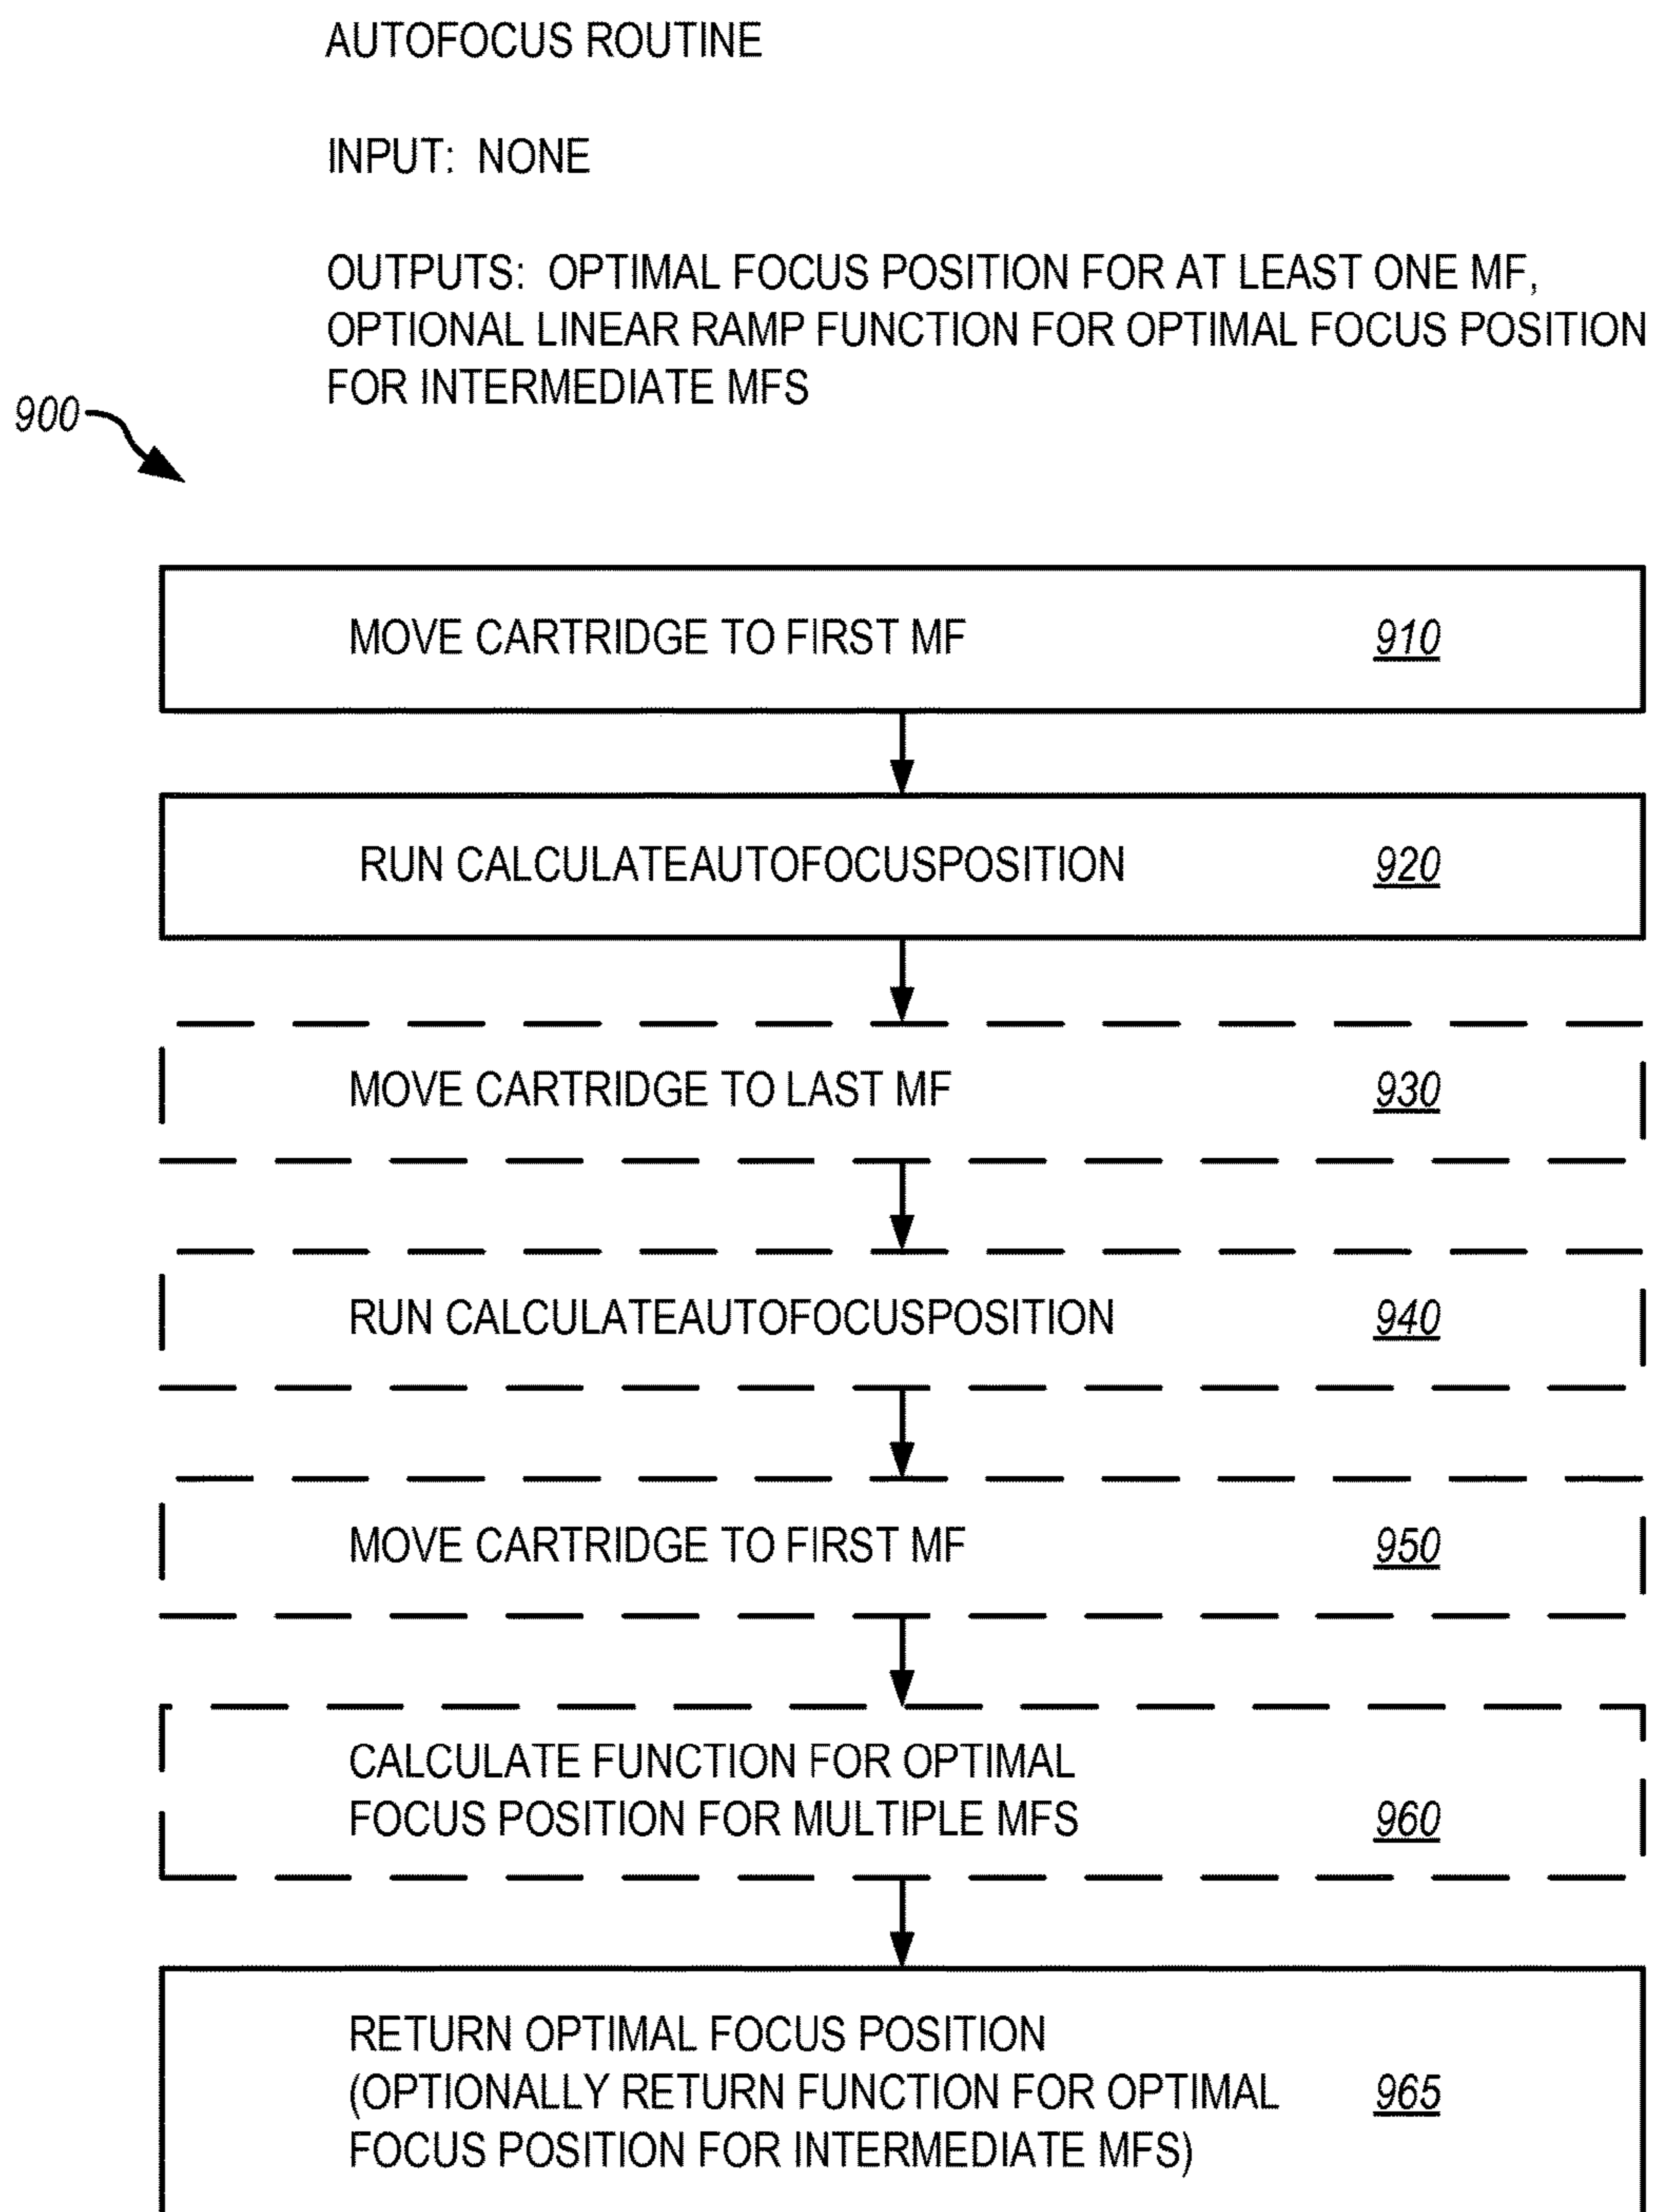 AUTOFOCUS ROUTINE
INPUT: NONE
OUTPUTS: OPTIMAL FOCUS POSITION FOR AT LEAST ONE MF,
OPTIONAL LINEAR RAMP FUNCTION FOR OPTIMAL FOCUS POSITION
FOR INTERMEDIATE MFS
900
MOVE CARTRIDGE TO FIRST MF 910
RUN CALCULATEAUTOFOCUSPOSITION 920
MOVE CARTRIDGE TO LAST MF 930
RUN CALCULATEAUTOFOCUSPOSITION 940
MOVE CARTRIDGE TO FIRST MF 950
CALCULATE FUNCTION FOR OPTIMAL
FOCUS POSITION FOR MULTIPLE MFS 960
RETURN OPTIMAL FOCUS POSITION
(OPTIONALLY RETURN FUNCTION FOR OPTIMAL 965
FOCUS POSITION FOR INTERMEDIATE MFS)